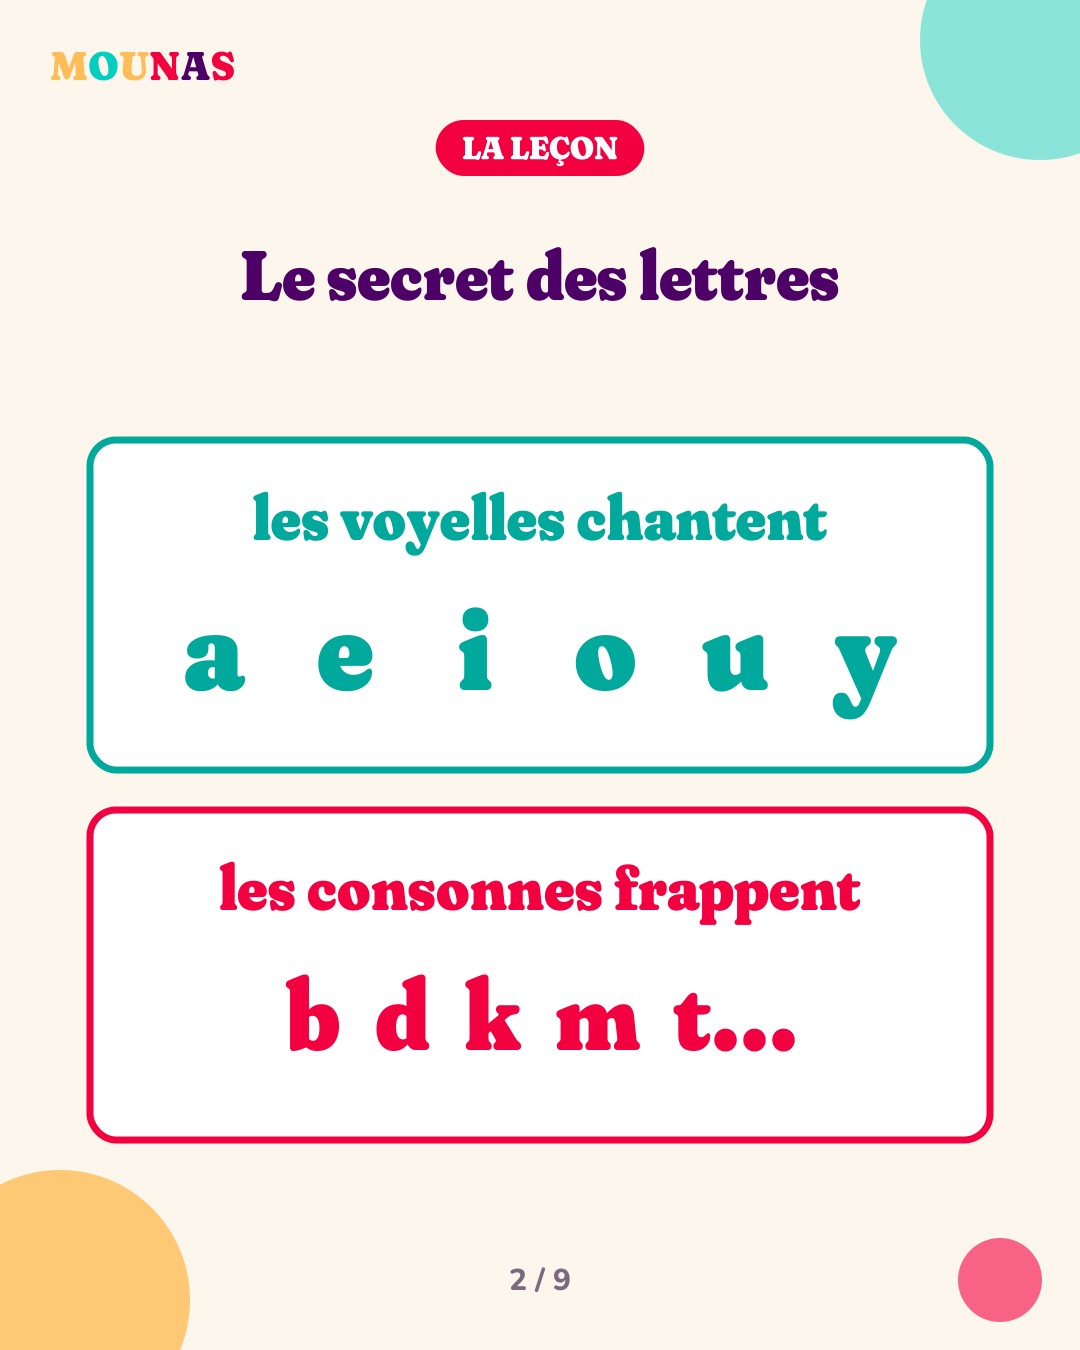 MOUNAS
LA LEÇON
Le secret des lettres
les voyelles chantent
a e i o u y
les consonnes frappent
b d k m t...
2 / 9